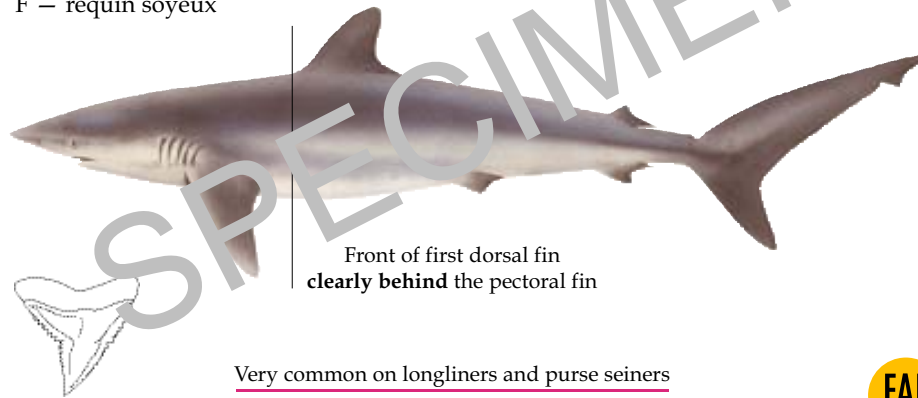 F — requin soyeux
SPECIMEN
Front of first dorsal fin
clearly behind the pectoral fin
Very common on longliners and purse seiners